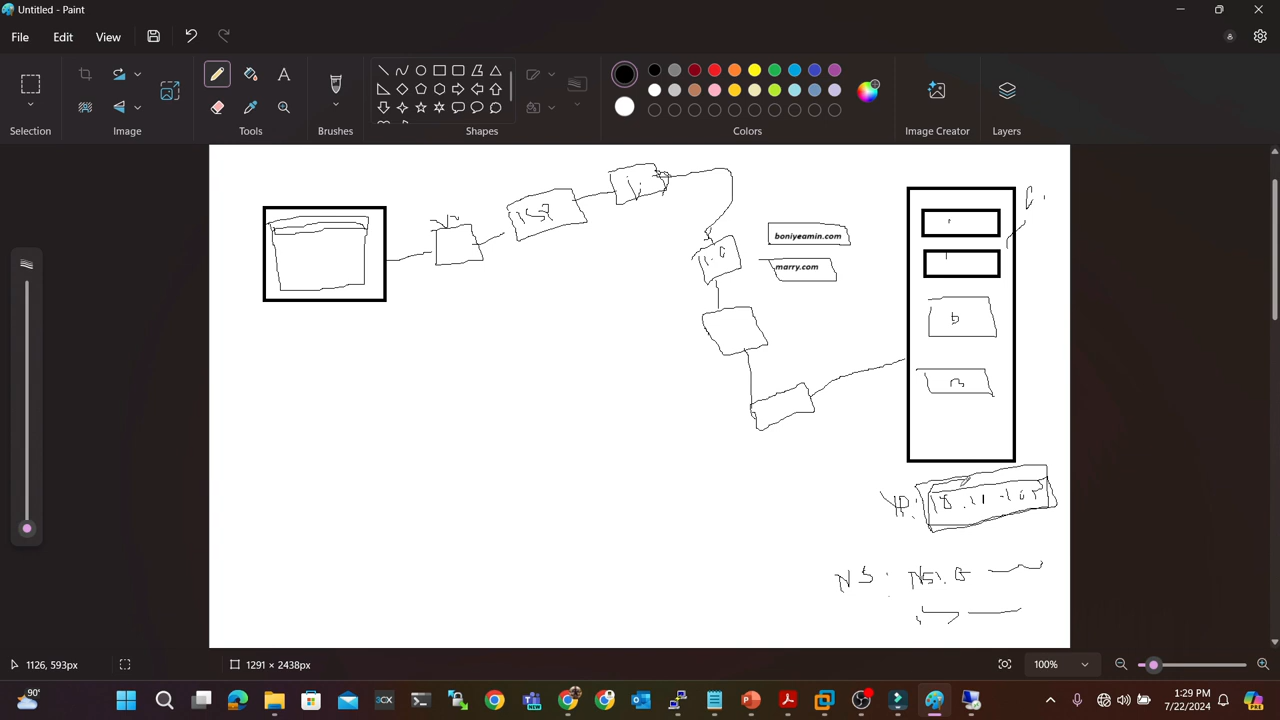 Untitled - Paint
File Edit View
Selection
Image
Tools
Brushes
Shapes
Colors
Image Creator
Layers
boniyeamin.com
marry.com
b
1126, 593px
1291 × 2438px
100%
90°
1:29 PM
7/22/2024